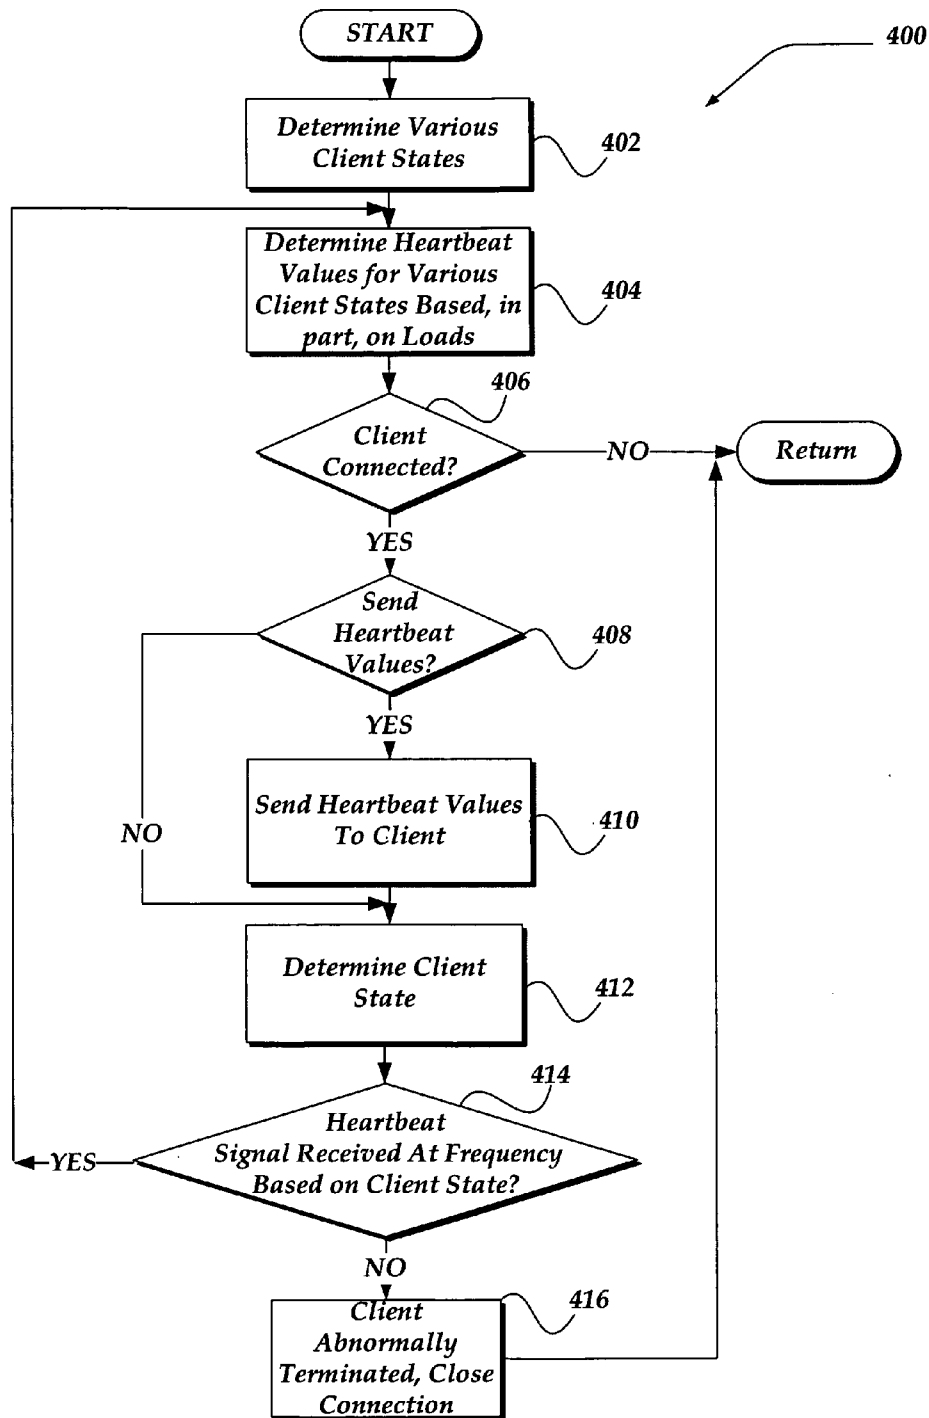 START
400
Determine Various
Client States
402
Determine Heartbeat
Values for Various
Client States Based, in
part, on Loads
404
406
Client
Connected?
NO
Return
YES
Send
Heartbeat
Values?
408
YES
Send Heartbeat Values
To Client
410
NO
Determine Client
State
412
414
Heartbeat
Signal Received At Frequency
Based on Client State?
YES
NO
416
Client
Abnormally
Terminated, Close
Connection